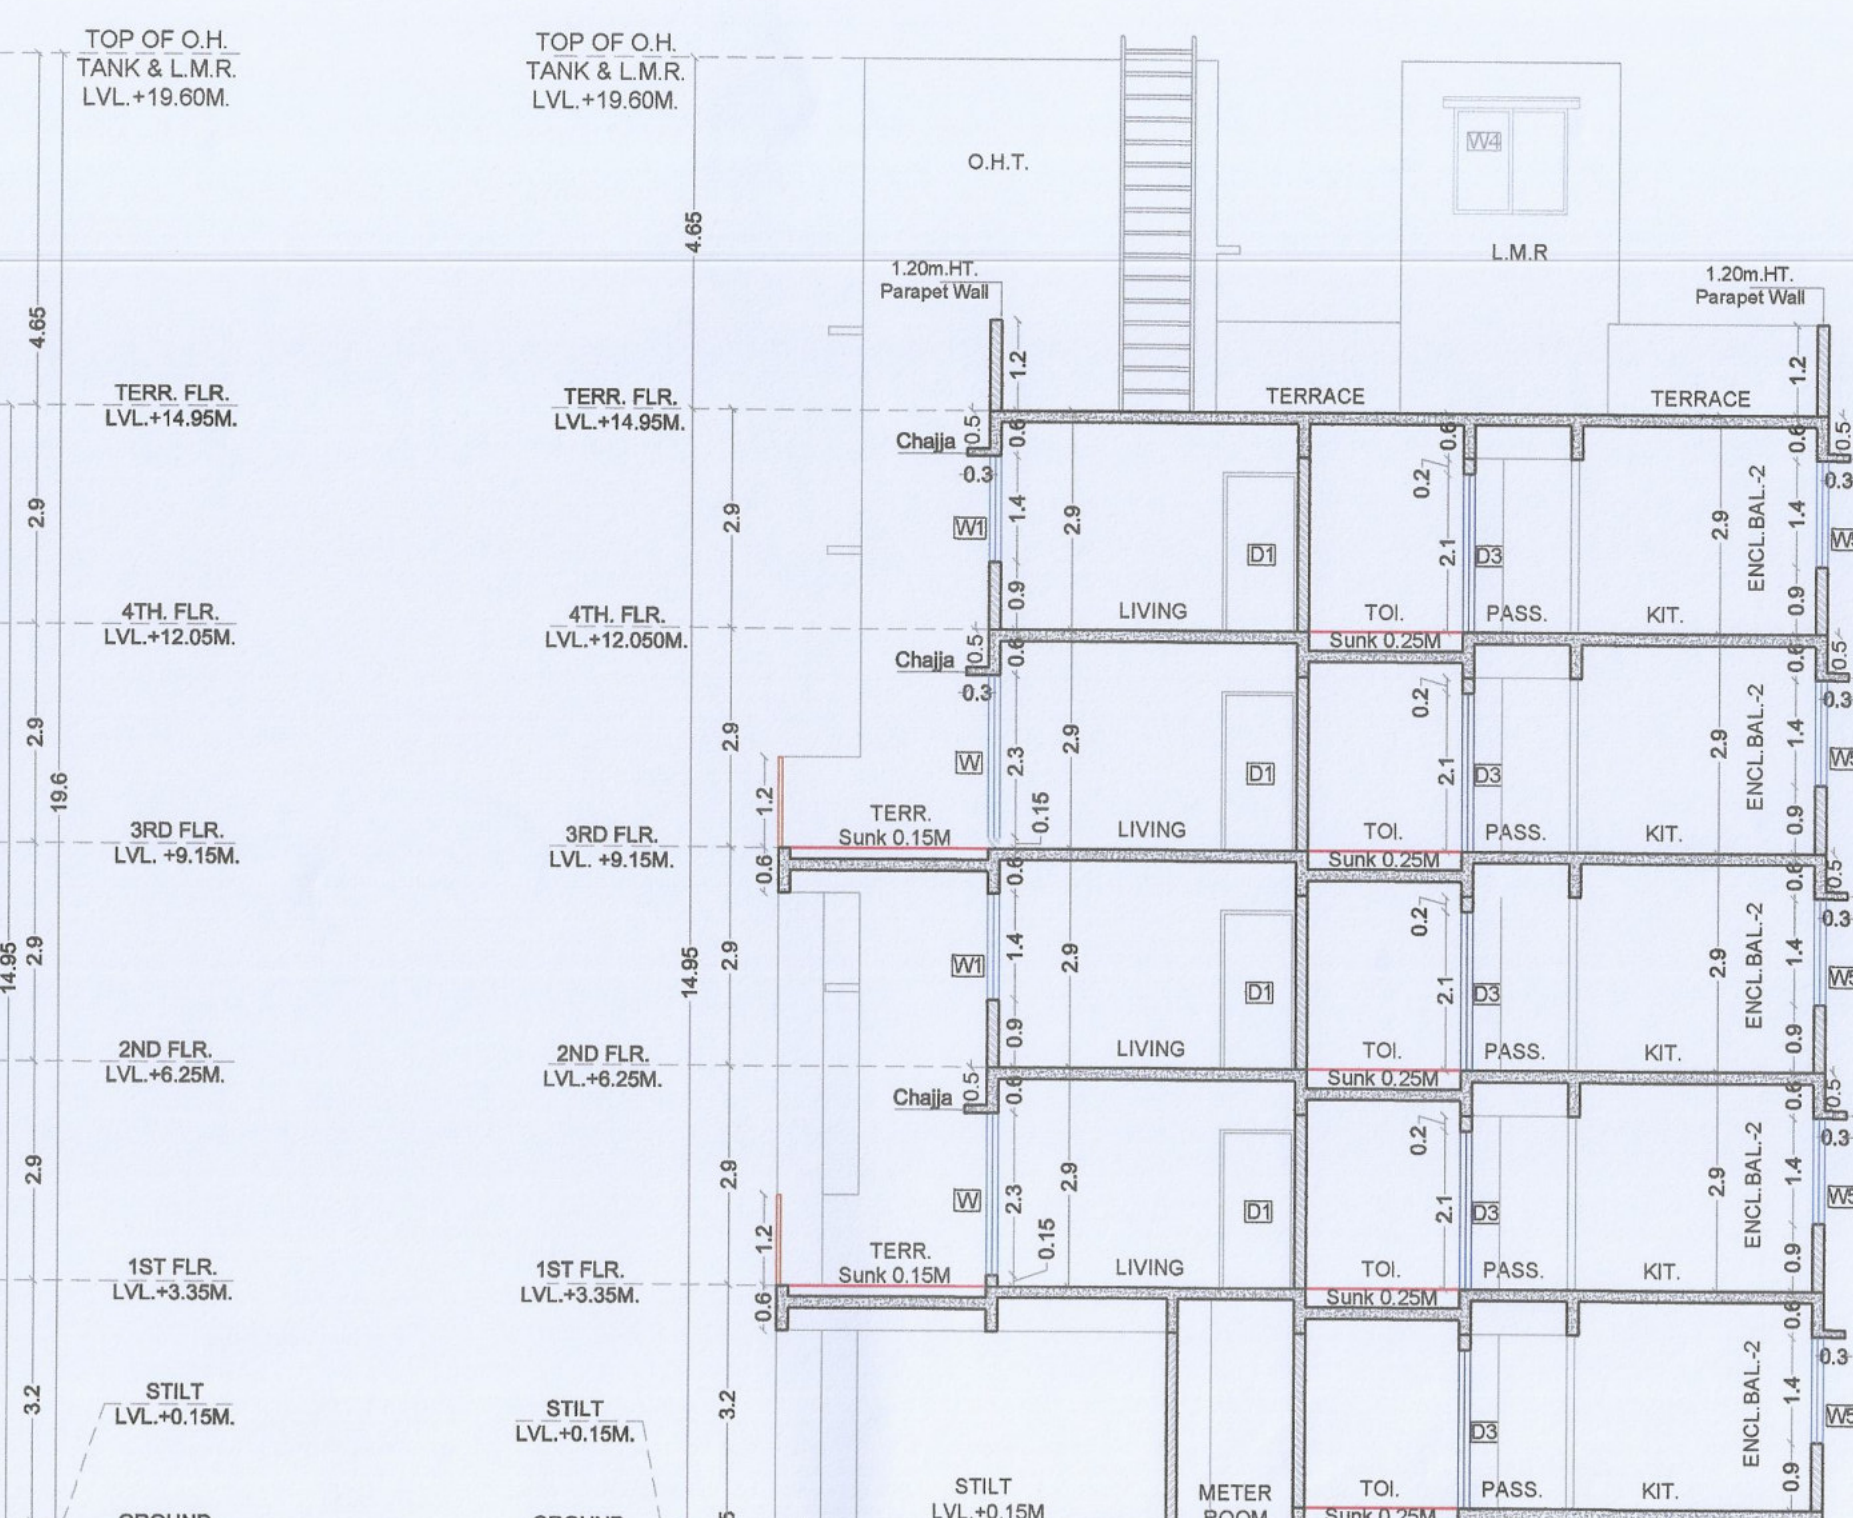 TOP OF O.H.
TANK & L.M.R.
LVL.+19.60M.
TOP OF O.H.
TANK & L.M.R.
LVL.+19.60M.
O.H.T.
W4
L.M.R
4.65
4.65
1.20m.HT.
Parapet Wall
1.20m.HT.
Parapet Wall
1.2
1.2
TERR. FLR.
LVL.+14.95M.
TERR. FLR.
LVL.+14.95M.
TERRACE
TERRACE
Chajja
0.5
0.6
0.6
0.6
0.5
0.3
0.2
0.3
2.9
2.9
W1
1.4
2.9
D1
2.1
D3
2.9
ENCL.BAL.-2
1.4
0.9
0.9
LIVING
TOI.
PASS.
KIT.
4TH. FLR.
LVL.+12.05M.
4TH. FLR.
LVL.+12.050M.
Sunk 0.25M
Chajja
0.5
0.6
0.6
0.5
0.3
0.2
0.3
2.9
2.9
W
2.3
2.9
D1
2.1
D3
2.9
ENCL.BAL.-2
1.4
19.6
1.2
0.15
0.9
TERR.
Sunk 0.15M
LIVING
TOI.
PASS.
KIT.
3RD FLR.
LVL. +9.15M.
3RD FLR.
LVL. +9.15M.
Sunk 0.25M
0.6
0.6
0.6
0.5
0.2
0.3
14.95
2.9
14.95
2.9
W1
1.4
2.9
D1
2.1
D3
2.9
ENCL.BAL.-2
1.4
0.9
0.9
LIVING
TOI.
PASS.
KIT.
2ND FLR.
LVL.+6.25M.
2ND FLR.
LVL.+6.25M.
Sunk 0.25M
Chajja
0.5
0.6
0.6
0.5
0.2
0.3
2.9
2.9
W
2.3
2.9
D1
2.1
D3
2.9
ENCL.BAL.-2
1.4
1.2
0.15
0.9
TERR.
Sunk 0.15M
LIVING
TOI.
PASS.
KIT.
1ST FLR.
LVL.+3.35M.
1ST FLR.
LVL.+3.35M.
Sunk 0.25M
0.6
0.6
0.3
3.2
3.2
STILT
LVL.+0.15M.
STILT
LVL.+0.15M.
D3
ENCL.BAL.-2
1.4
W5
0.9
STILT
LVL.+0.15M
METER
ROOM
TOI.
PASS.
KIT.
Sunk 0.25M